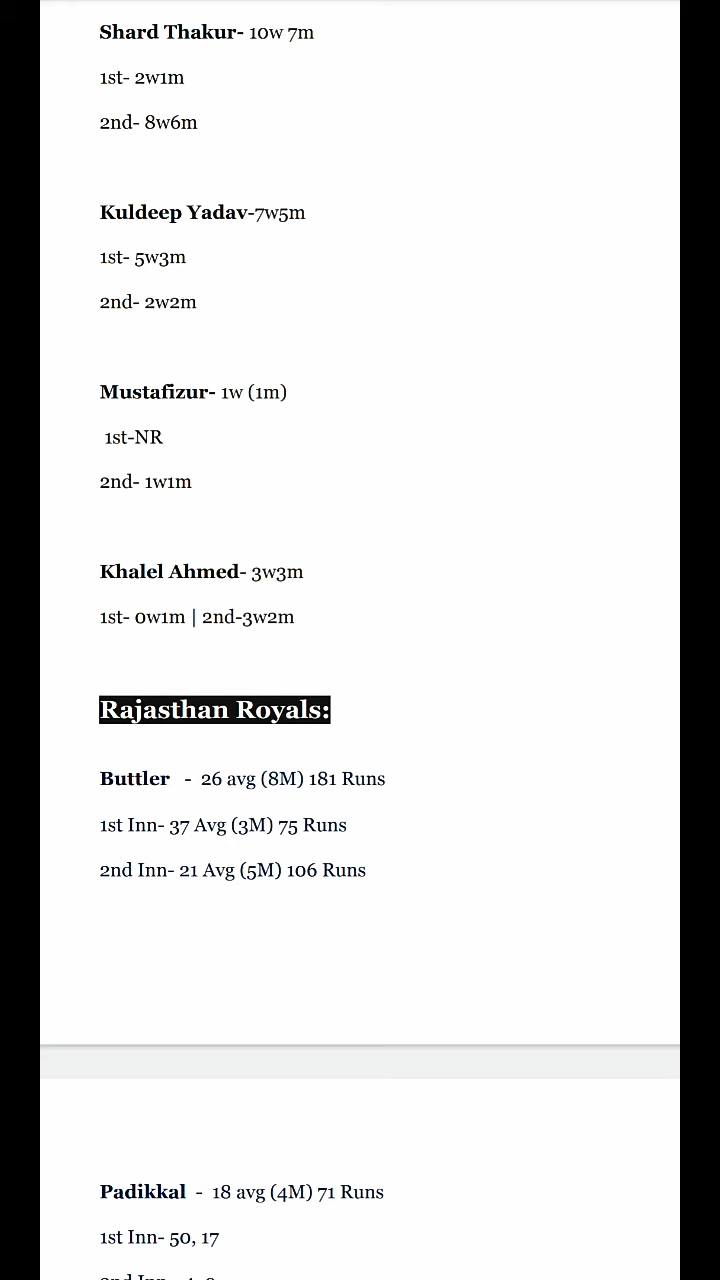 Shard Thakur- 10w 7m
1st- 2w1m
2nd- 8w6m
Kuldeep Yadav-7w5m
1st- 5w3m
2nd- 2w2m
Mustafizur- 1w (1m)
1st-NR
2nd- 1w1m
Khalel Ahmed- 3w3m
1st- 0w1m | 2nd-3w2m
Rajasthan Royals:
Buttler - 26 avg (8M) 181 Runs
1st Inn- 37 Avg (3M) 75 Runs
2nd Inn- 21 Avg (5M) 106 Runs
Padikkal - 18 avg (4M) 71 Runs
1st Inn- 50, 17